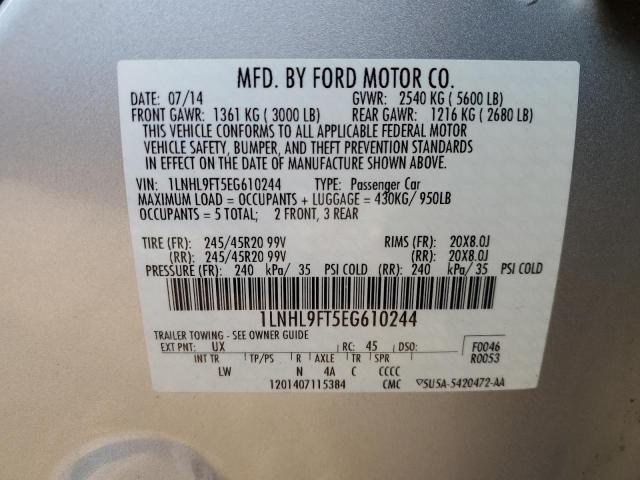 MFD. BY FORD MOTOR CO.
DATE: 07/14 GVWR: 2540 KG ( 5600 LB)
FRONT GAWR: 1361 KG ( 3000 LB) REAR GAWR: 1216 KG ( 2680 LB)
THIS VEHICLE CONFORMS TO ALL APPLICABLE FEDERAL MOTOR
VEHICLE SAFETY, BUMPER, AND THEFT PREVENTION STANDARDS
IN EFFECT ON THE DATE OF MANUFACTURE SHOWN ABOVE.
VIN: 1LNHL9FT5EG610244 TYPE: Passenger Car
MAXIMUM LOAD = OCCUPANTS + LUGGAGE = 430KG/ 950LB
OCCUPANTS = 5 TOTAL; 2 FRONT, 3 REAR
TIRE (FR): 245/45R20 99V RIMS (FR): 20X8.0J
(RR): 245/45R20 99V (RR): 20X8.0J
PRESSURE (FR): 240 kPa/ 35 PSI COLD (RR): 240 kPa/ 35 PSI COLD
1LNHL9FT5EG610244
TRAILER TOWING - SEE OWNER GUIDE
EXT PNT: UX RC: 45 DSO: F0046
INT TR TP/PS R AXLE TR SPR R0053
LW N 4A C CCCC
1201407115384 CMC ▽5U5A-5420472-AA